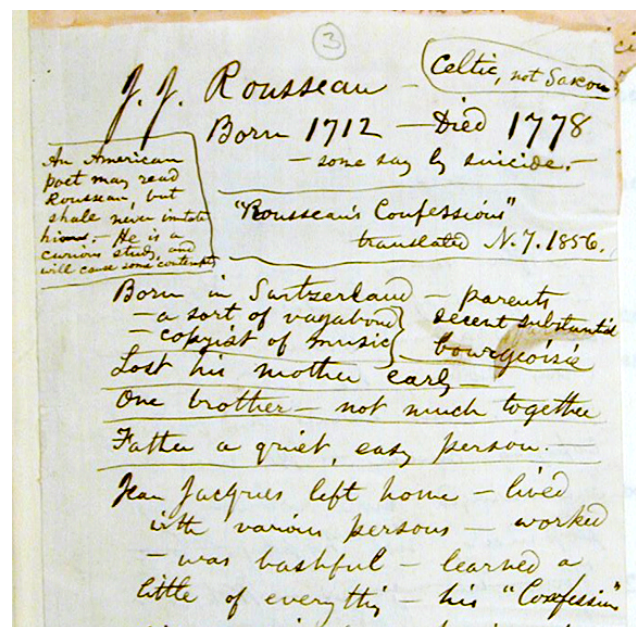 3
J. J. Rousseau – Celtic, not Saxon
Born 1712 – Died 1778
– some say by suicide. –
An American
poet may read
Rousseau, but
shall never imitate
him. – He is a
curious study, and
will cause some contempt
"Rousseau's Confessions"
translated N.Y. 1856.
Born in Switzerland – parents
– a sort of vagabond decent substantial
– copyist of music bourgeoisie
Lost his mother early –
One brother – not much together
Father a quiet, easy person. –
Jean Jacques left home – lived
with various persons – worked
– was bashful – learned a
little of everything – his "Confessions"